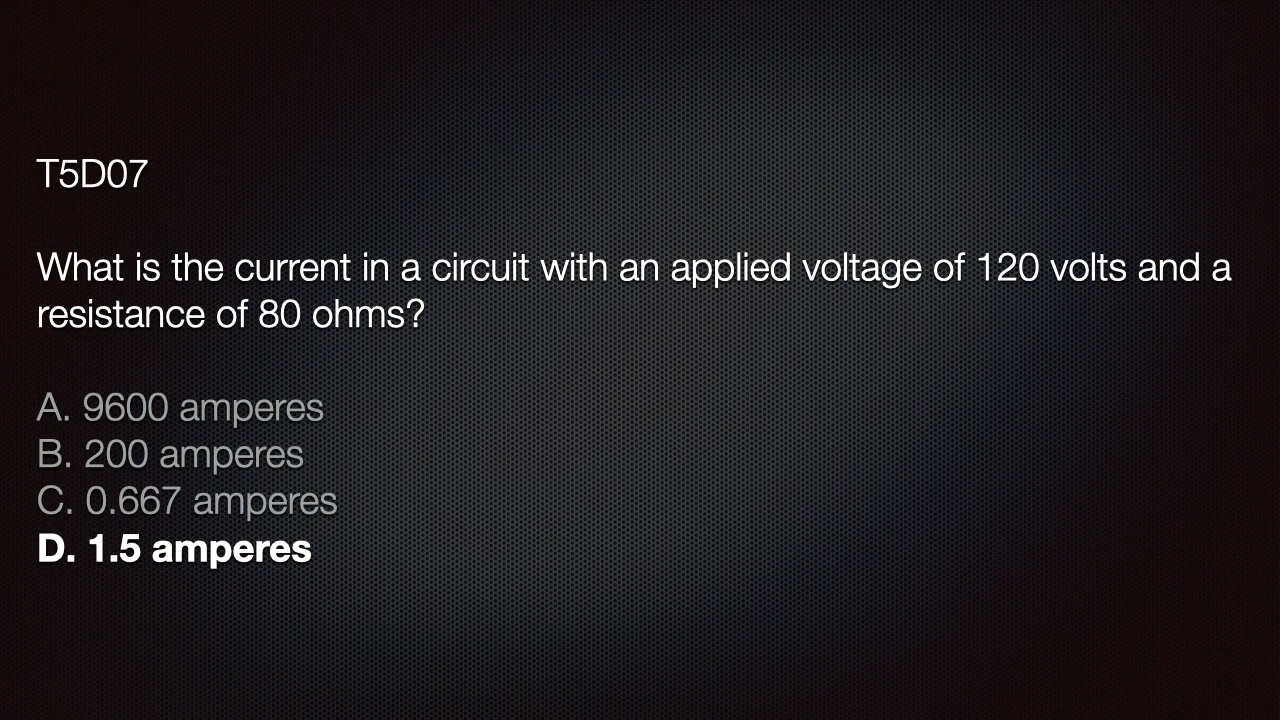 T5D07
What is the current in a circuit with an applied voltage of 120 volts and a
resistance of 80 ohms?
A. 9600 amperes
B. 200 amperes
C. 0.667 amperes
D. 1.5 amperes